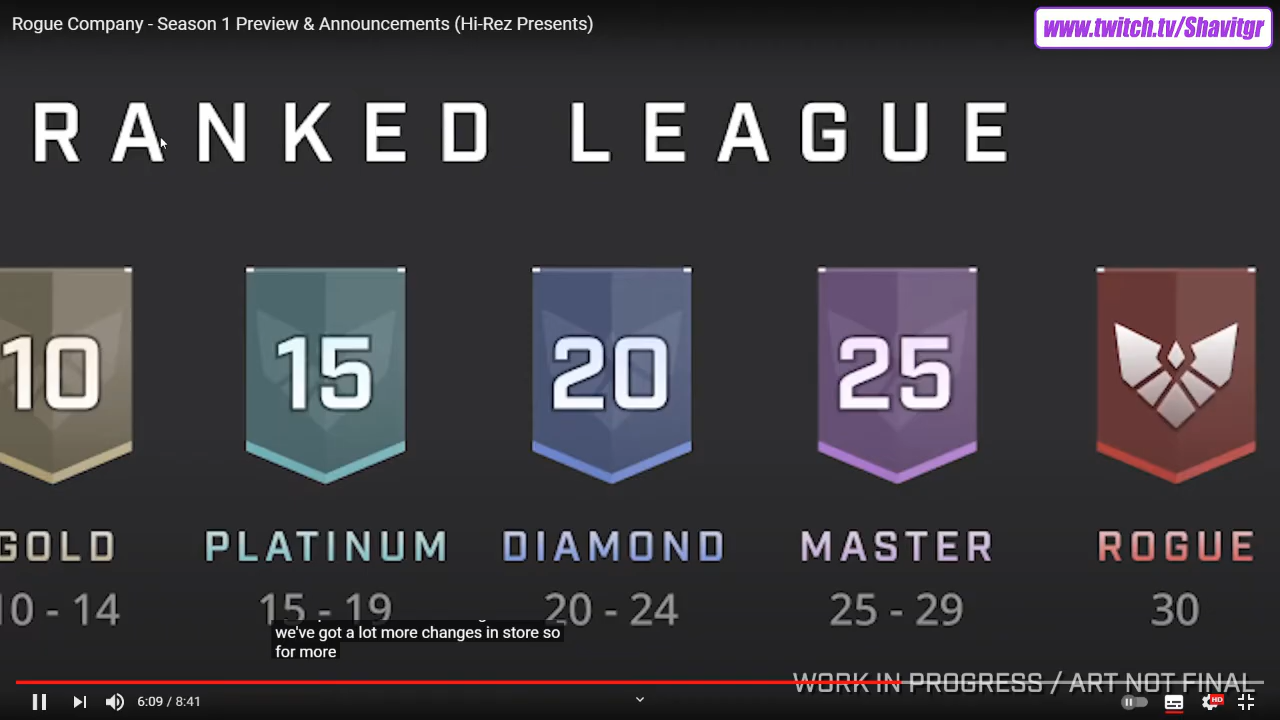 Rogue Company - Season 1 Preview & Announcements (Hi-Rez Presents)
www.twitch.tv/Shavitgr
RANKED LEAGUE
10 15 20 25
GOLD PLATINUM DIAMOND MASTER ROGUE
10 - 14 15 - 19 20 - 24 25 - 29 30
we've got a lot more changes in store so
for more
WORK IN PROGRESS / ART NOT FINAL
6:09 / 8:41
HD